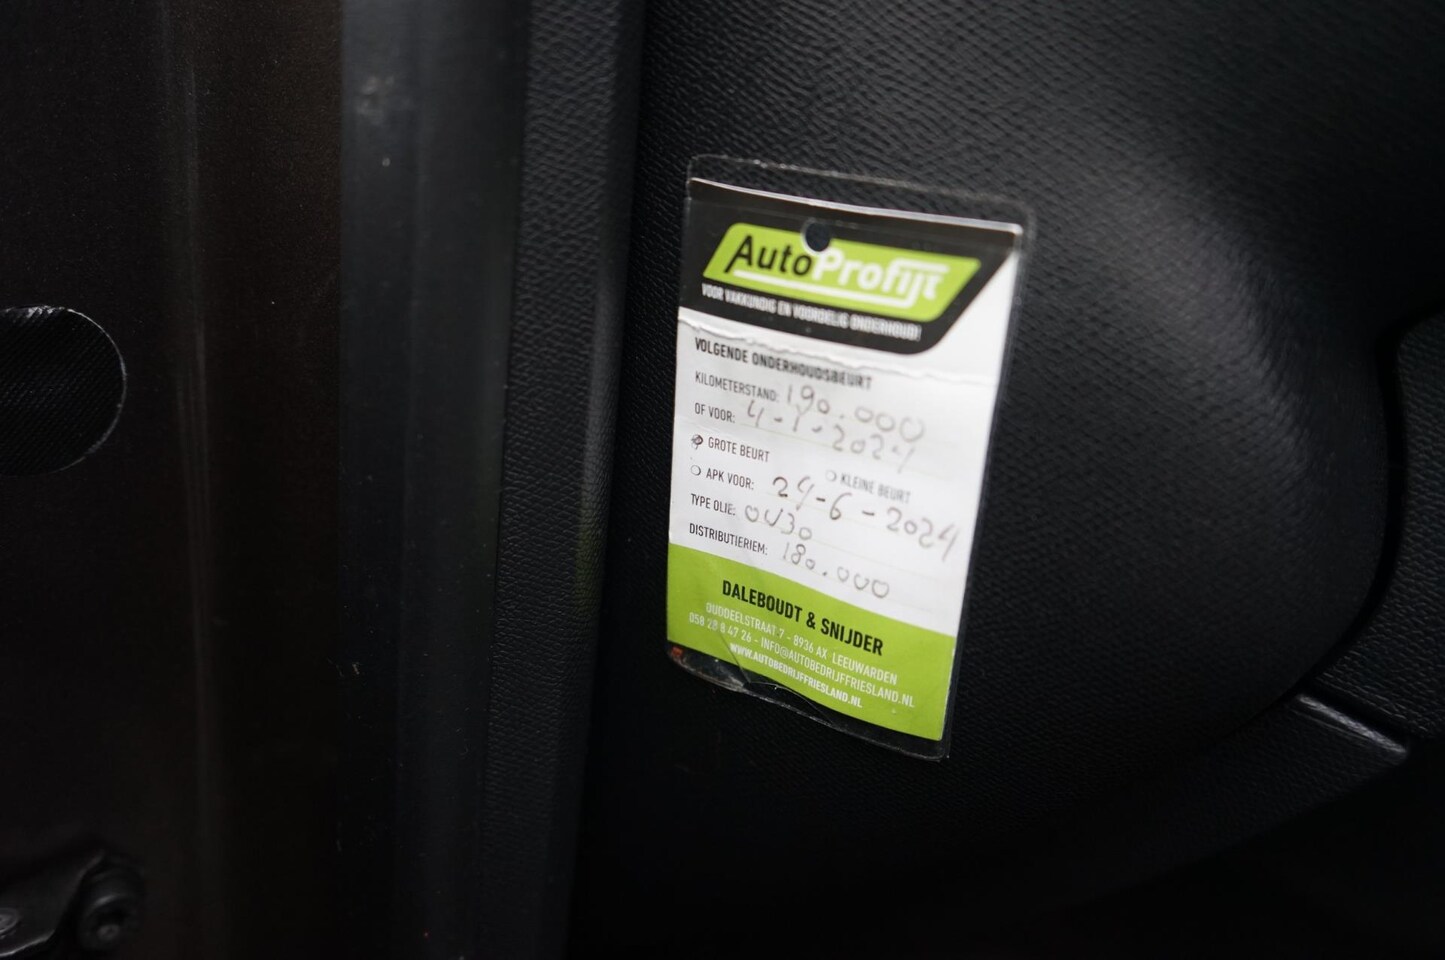 AutoProfijt
VOOR VAKKUNDIG EN VOORDELIG ONDERHOUD!
VOLGENDE ONDERHOUDSBEURT
KILOMETERSTAND: 190.000
OF VOOR: 4-1-2024
GROTE BEURT KLEINE BEURT
APK VOOR: 24-6-2024
TYPE OLIE: 0W30
DISTRIBUTIERIEM: 180.000
DALEBOUDT & SNIJDER
OUDDEELSTRAAT 7 - 8936 AX LEEUWARDEN
058 28 8 47 26 - INFO@AUTOBEDRIJFFRIESLAND.NL
WWW.AUTOBEDRIJFFRIESLAND.NL